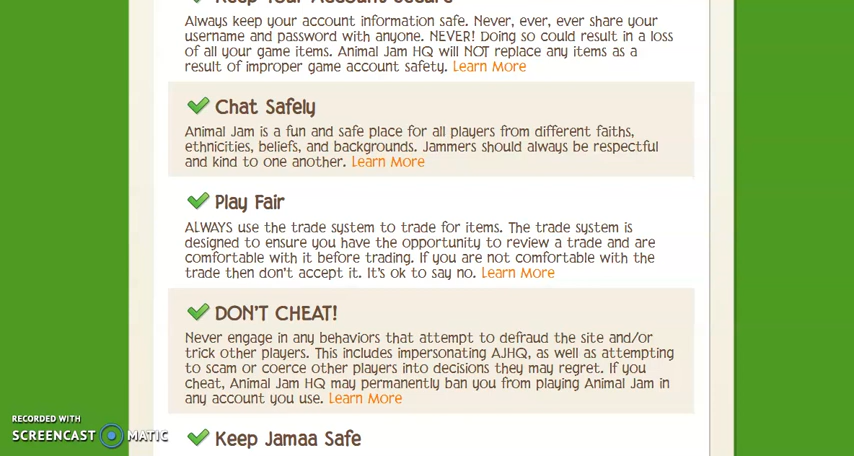 Keep Your Account Secure
Always keep your account information safe. Never, ever, ever share your
username and password with anyone. NEVER! Doing so could result in a loss
of all your game items. Animal Jam HQ will NOT replace any items as a
result of improper game account safety. Learn More
Chat Safely
Animal Jam is a fun and safe place for all players from different faiths,
ethnicities, beliefs, and backgrounds. Jammers should always be respectful
and kind to one another. Learn More
Play Fair
ALWAYS use the trade system to trade for items. The trade system is
designed to ensure you have the opportunity to review a trade and are
comfortable with it before trading. If you are not comfortable with the
trade then don't accept it. It's ok to say no. Learn More
DON'T CHEAT!
Never engage in any behaviors that attempt to defraud the site and/or
trick other players. This includes impersonating AJHQ, as well as attempting
to scam or coerce other players into decisions they may regret. If you
cheat, Animal Jam HQ may permanently ban you from playing Animal Jam in
any account you use. Learn More
Keep Jamaa Safe
RECORDED WITH
SCREENCAST MATIC